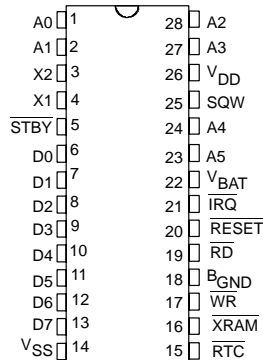 A0 1 28 A2
A1 2 27 A3
X2 3 26 VDD
X1 4 25 SQW
STBY 5 24 A4
D0 6 23 A5
D1 7 22 VBAT
D2 8 21 IRQ
D3 9 20 RESET
D4 10 19 RD
D5 11 18 BGND
D6 12 17 WR
D7 13 16 XRAM
VSS 14 15 RTC